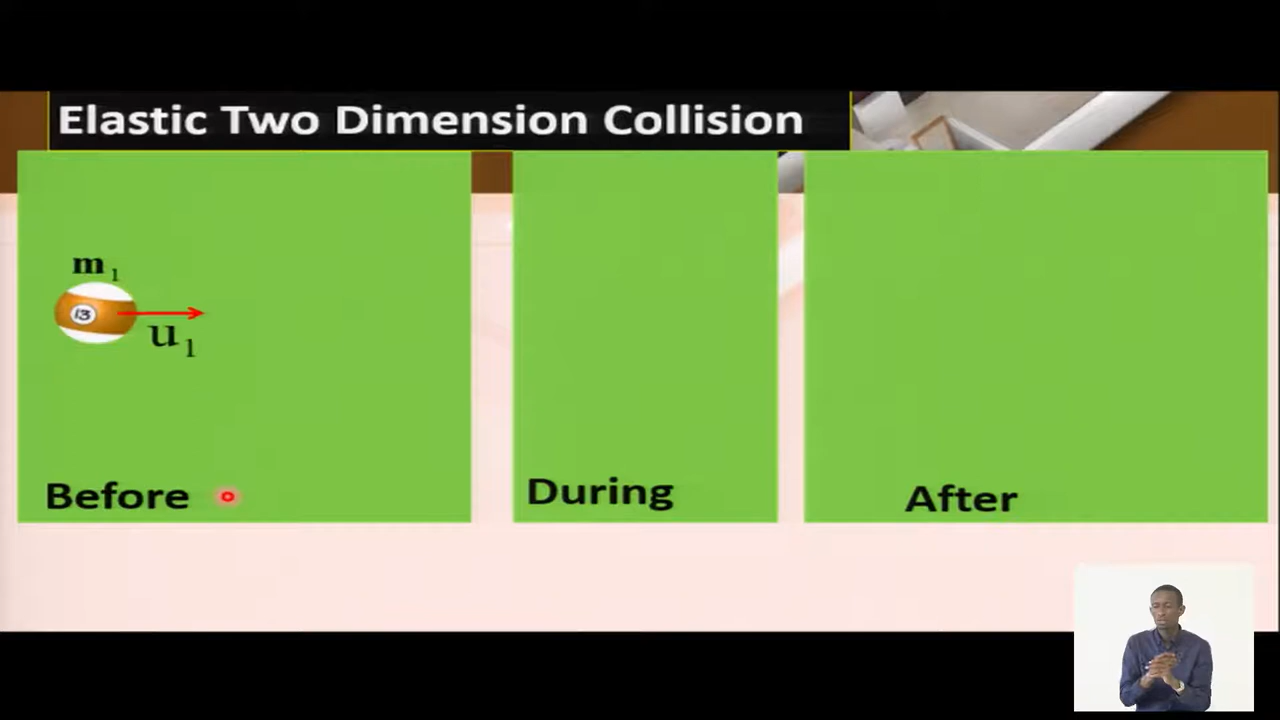 Elastic Two Dimension Collision
m₁
13
u₁
Before
During
After